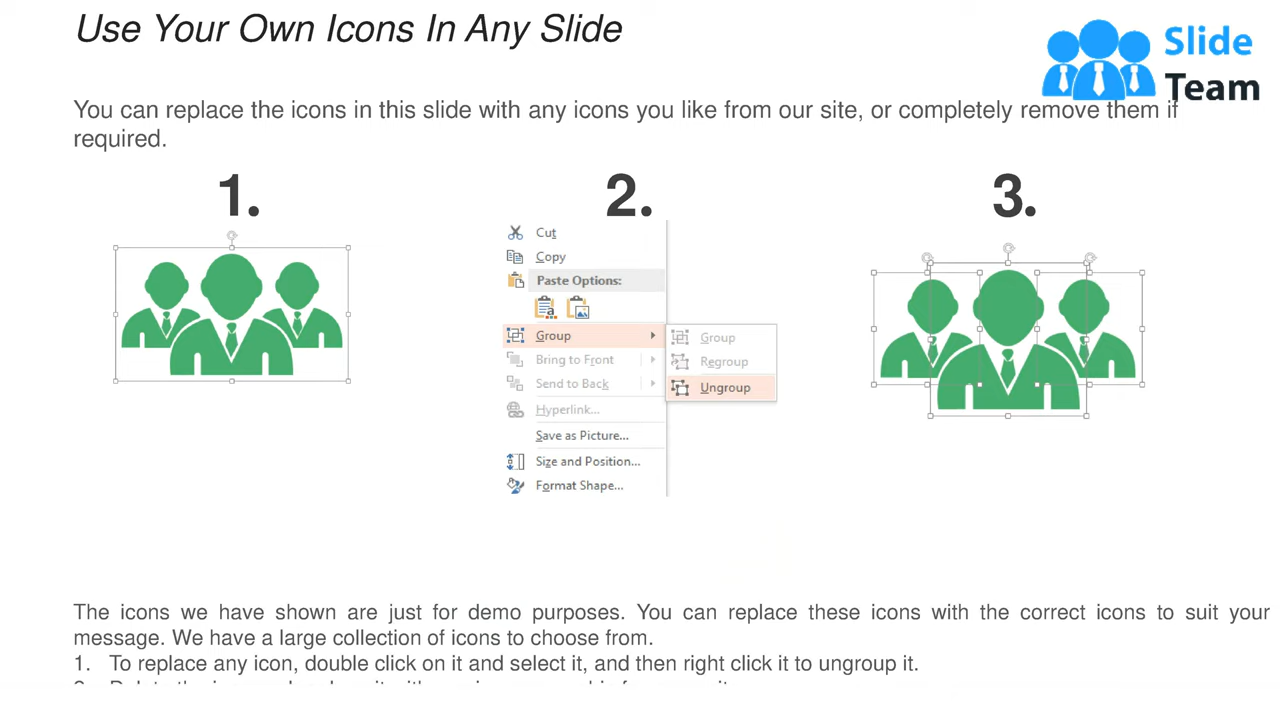 Use Your Own Icons In Any Slide
Slide
Team
You can replace the icons in this slide with any icons you like from our site, or completely remove them if
required.
1.
2.
3.
Cut
Copy
Paste Options:
Group
Bring to Front
Send to Back
Hyperlink...
Save as Picture...
Size and Position...
Format Shape...
Group
Regroup
Ungroup
The icons we have shown are just for demo purposes. You can replace these icons with the correct icons to suit your
message. We have a large collection of icons to choose from.
1. To replace any icon, double click on it and select it, and then right click it to ungroup it.